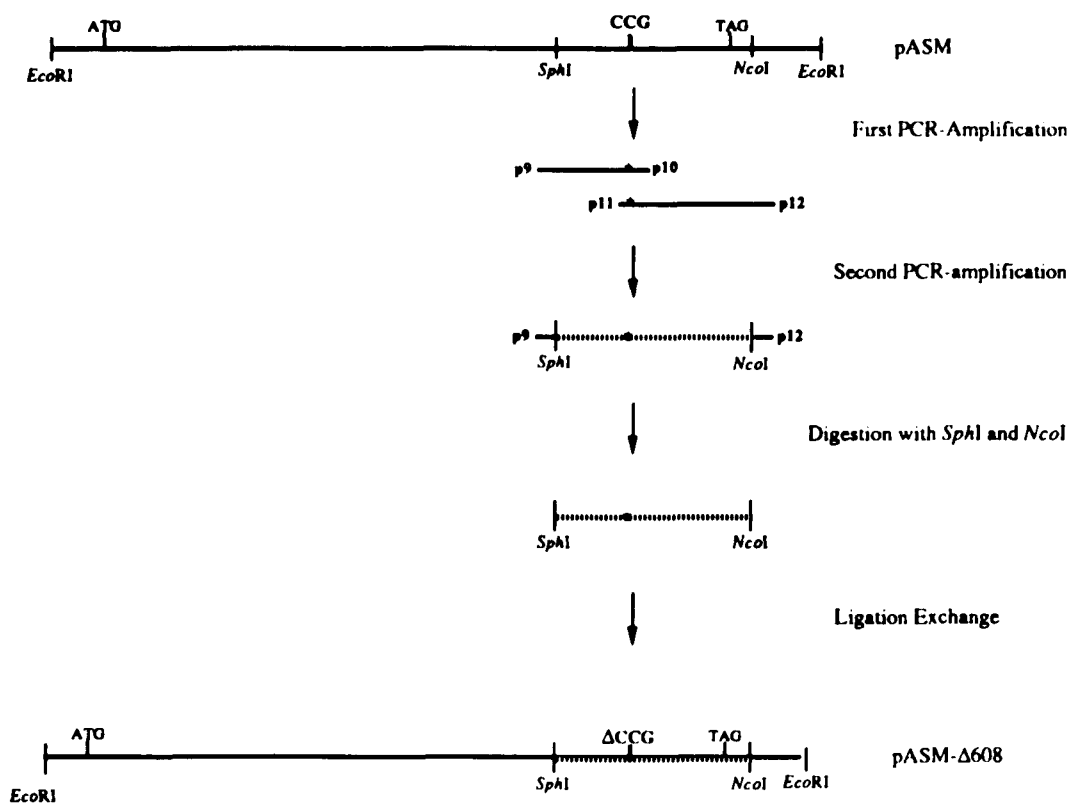 ATG CCG TAG
EcoRI SphI NcoI EcoRI pASM
First PCR-Amplification
p9 p10
p11 p12
Second PCR-amplification
p9 p12
SphI NcoI
Digestion with SphI and NcoI
SphI NcoI
Ligation Exchange
ATG ΔCCG TAG
EcoRI SphI NcoI EcoRI pASM-Δ608